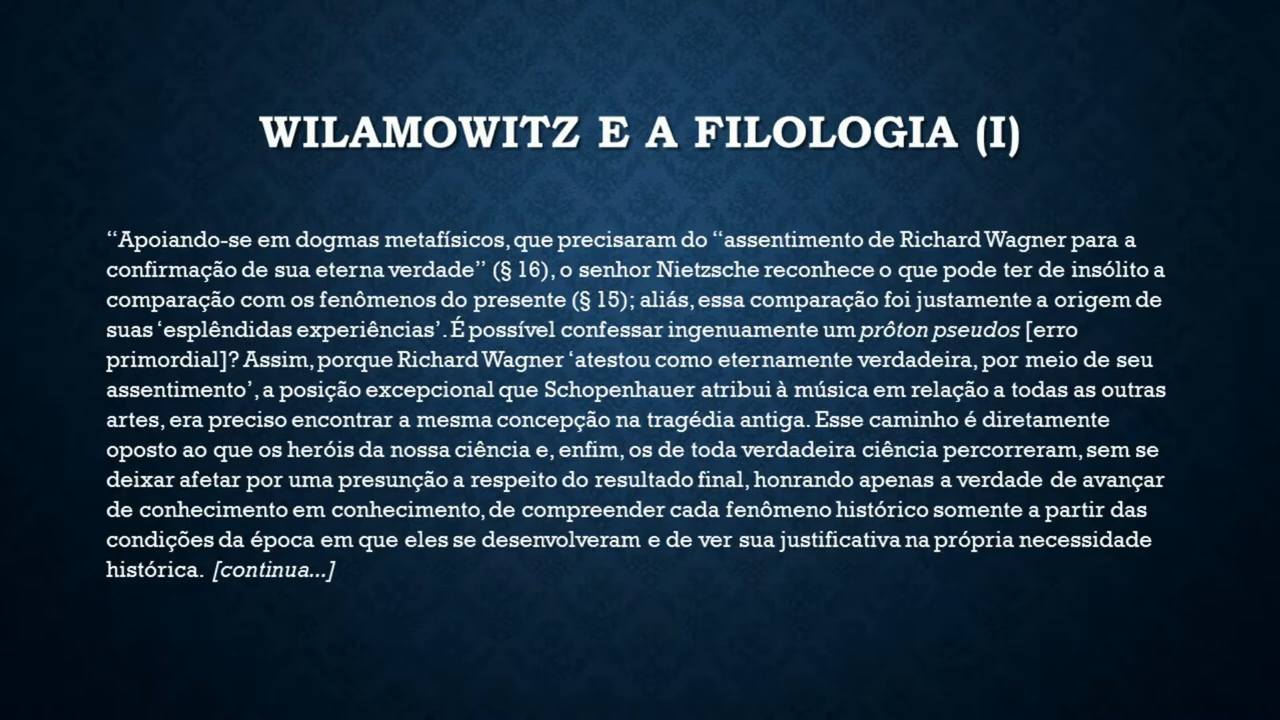 WILAMOWITZ E A FILOLOGIA (I)
“Apoiando-se em dogmas metafísicos, que precisaram do “assentimento de Richard Wagner para a
confirmação de sua eterna verdade” (§ 16), o senhor Nietzsche reconhece o que pode ter de insólito a
comparação com os fenômenos do presente (§ 15); aliás, essa comparação foi justamente a origem de
suas ‘esplêndidas experiências’. É possível confessar ingenuamente um prôton pseudos [erro
primordial]? Assim, porque Richard Wagner ‘atestou como eternamente verdadeira, por meio de seu
assentimento’, a posição excepcional que Schopenhauer atribui à música em relação a todas as outras
artes, era preciso encontrar a mesma concepção na tragédia antiga. Esse caminho é diretamente
oposto ao que os heróis da nossa ciência e, enfim, os de toda verdadeira ciência percorreram, sem se
deixar afetar por uma presunção a respeito do resultado final, honrando apenas a verdade de avançar
de conhecimento em conhecimento, de compreender cada fenômeno histórico somente a partir das
condições da época em que eles se desenvolveram e de ver sua justificativa na própria necessidade
histórica. [continua...]